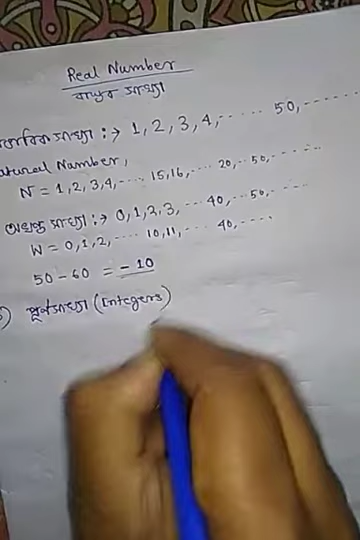 Real Number
বাস্তব সংখ্যা
সংখ্যা :→ 1, 2, 3, 4, ..... 50, ......
Natural Number,
N = 1, 2, 3, 4, .... 15, 16, ... 20, .. 50, ......
অখণ্ড সংখ্যা :→ 0, 1, 2, 3, .... 40, .. 50, .....
W = 0, 1, 2, .... 10, 11, ... 40, ....
50 - 60 = - 10
) পূর্ণসংখ্যা (Integers)